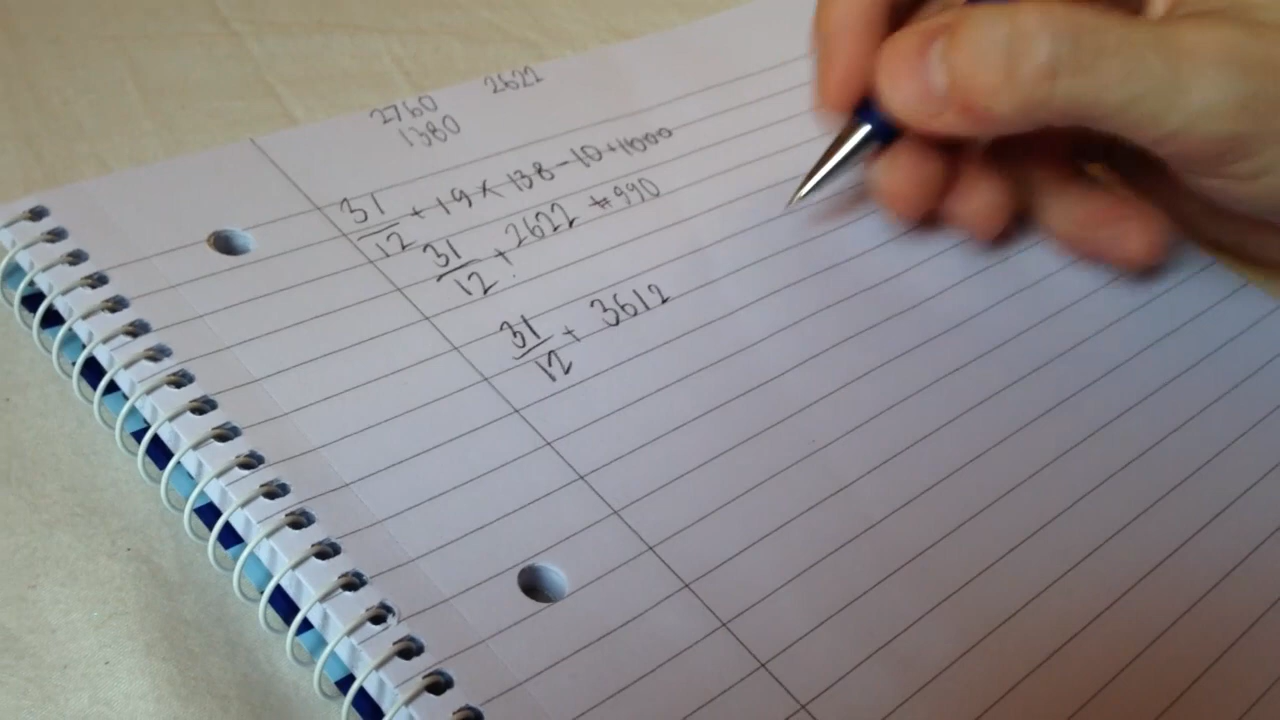 2760 2622
1380
31/12 + 19 × 138 - 10 + 1000
31/12 + 2622 + 990
31/12 + 3612